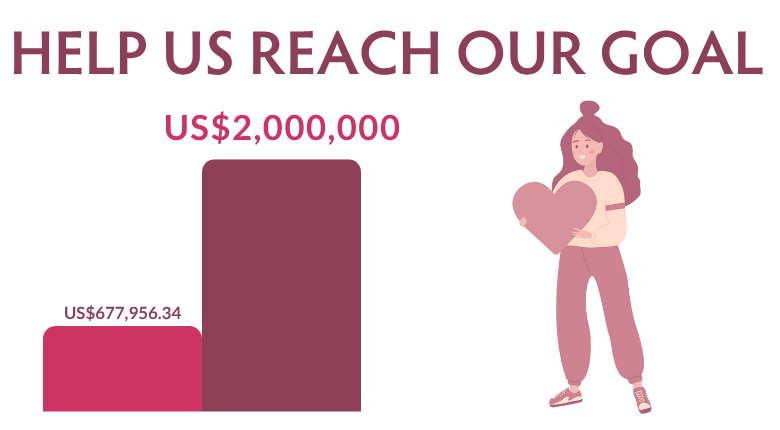 HELP US REACH OUR GOAL
US$2,000,000
US$677,956.34